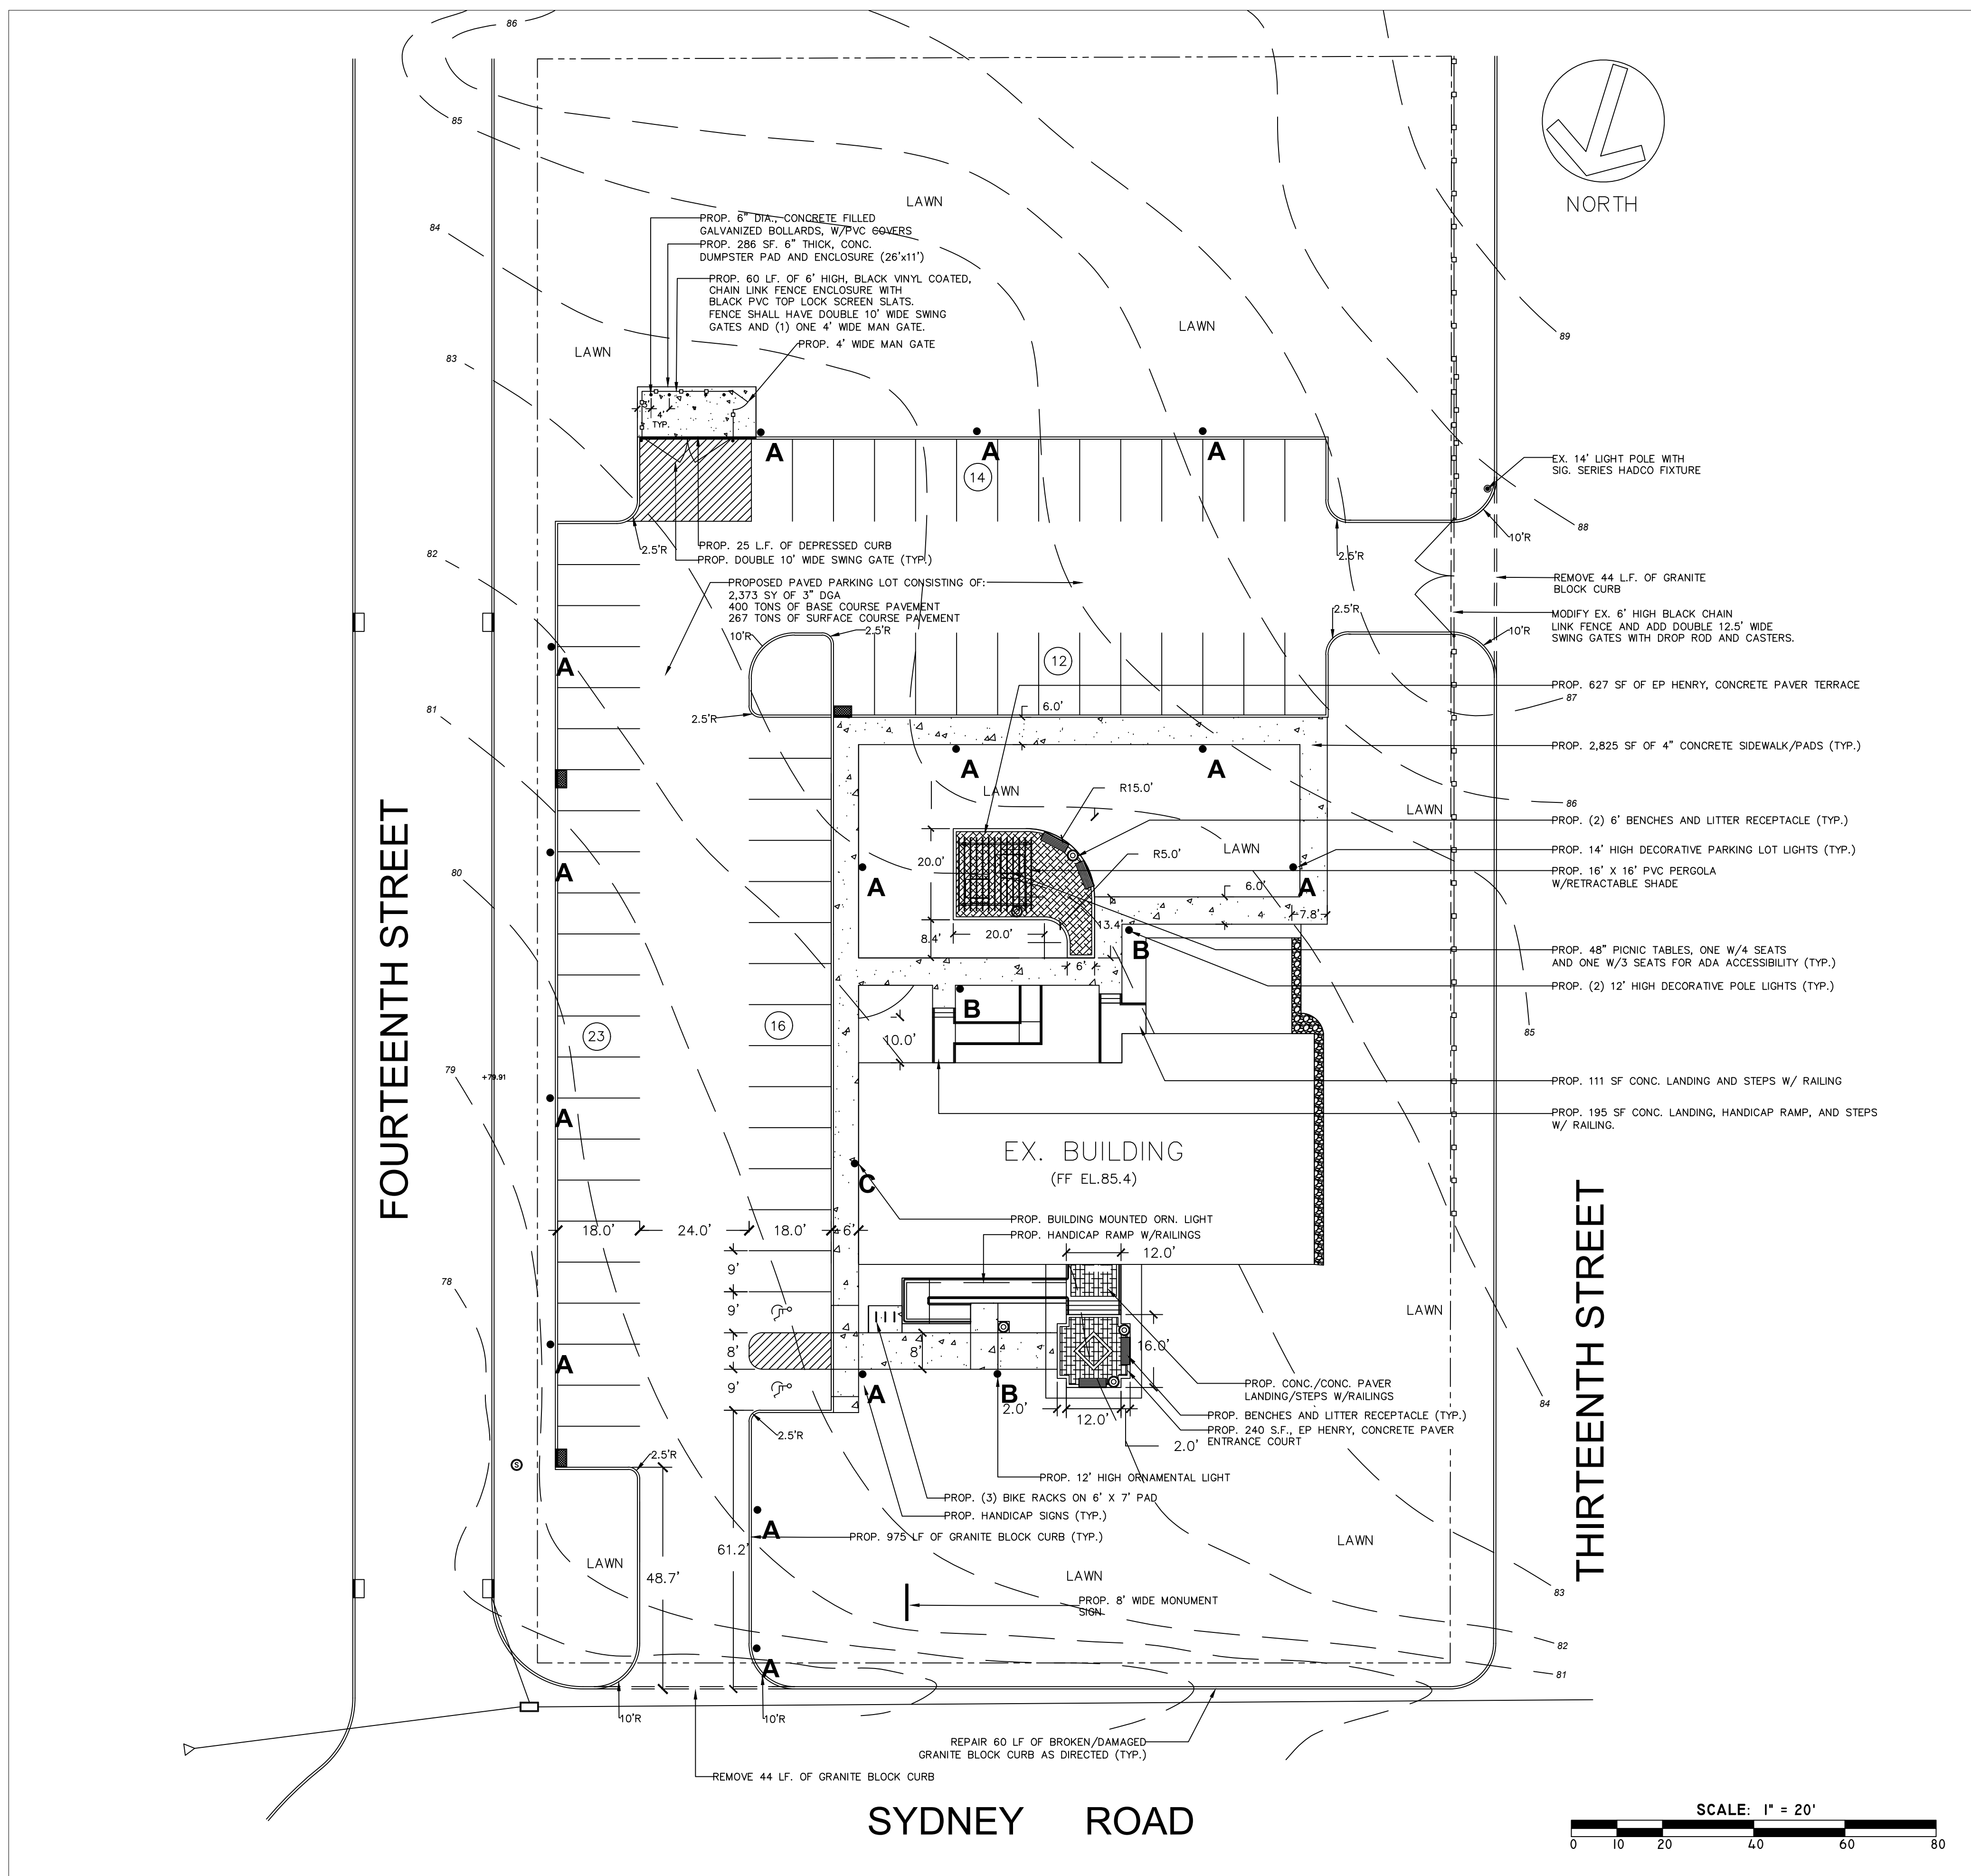 86
85
84
83
82
81
80
79
78
+79.91
NORTH
LAWN
LAWN
LAWN
PROP. 6" DIA., CONCRETE FILLED
GALVANIZED BOLLARDS, W/PVC COVERS
PROP. 286 SF. 6" THICK, CONC.
DUMPSTER PAD AND ENCLOSURE (26'x11')
PROP. 60 LF. OF 6' HIGH, BLACK VINYL COATED,
CHAIN LINK FENCE ENCLOSURE WITH
BLACK PVC TOP LOCK SCREEN SLATS.
FENCE SHALL HAVE DOUBLE 10' WIDE SWING
GATES AND (1) ONE 4' WIDE MAN GATE.
PROP. 4' WIDE MAN GATE
3'
4'
TYP.
A
A
A
14
89
EX. 14' LIGHT POLE WITH
SIG. SERIES HADCO FIXTURE
88
10'R
2.5'R
2.5'R
PROP. 25 L.F. OF DEPRESSED CURB
PROP. DOUBLE 10' WIDE SWING GATE (TYP.)
PROPOSED PAVED PARKING LOT CONSISTING OF:
2,373 SY OF 3" DGA
400 TONS OF BASE COURSE PAVEMENT
267 TONS OF SURFACE COURSE PAVEMENT
REMOVE 44 L.F. OF GRANITE
BLOCK CURB
MODIFY EX. 6' HIGH BLACK CHAIN
LINK FENCE AND ADD DOUBLE 12.5' WIDE
SWING GATES WITH DROP ROD AND CASTERS.
2.5'R
10'R
10'R
2.5'R
2.5'R
A
12
6.0'
PROP. 627 SF OF EP HENRY, CONCRETE PAVER TERRACE
87
PROP. 2,825 SF OF 4" CONCRETE SIDEWALK/PADS (TYP.)
A
A
LAWN
R15.0'
LAWN
86
PROP. (2) 6' BENCHES AND LITTER RECEPTACLE (TYP.)
LAWN
R5.0'
PROP. 14' HIGH DECORATIVE PARKING LOT LIGHTS (TYP.)
20.0'
A
A
A
PROP. 16' X 16' PVC PERGOLA
W/RETRACTABLE SHADE
6.0'
7.8'
13.4'
8.4'
20.0'
B
PROP. 48" PICNIC TABLES, ONE W/4 SEATS
AND ONE W/3 SEATS FOR ADA ACCESSIBILITY (TYP.)
6'
PROP. (2) 12' HIGH DECORATIVE POLE LIGHTS (TYP.)
B
85
FOURTEENTH STREET
23
16
10.0'
PROP. 111 SF CONC. LANDING AND STEPS W/ RAILING
A
PROP. 195 SF CONC. LANDING, HANDICAP RAMP, AND STEPS
W/ RAILING.
EX. BUILDING
(FF EL.85.4)
C
PROP. BUILDING MOUNTED ORN. LIGHT
PROP. HANDICAP RAMP W/RAILINGS
18.0'
24.0'
18.0'
6'
12.0'
9'
9'
8'
8'
9'
16.0'
LAWN
THIRTEENTH STREET
A
A
B
PROP. CONC./CONC. PAVER
LANDING/STEPS W/RAILINGS
84
2.0'
12.0'
PROP. BENCHES AND LITTER RECEPTACLE (TYP.)
PROP. 240 S.F., EP HENRY, CONCRETE PAVER
ENTRANCE COURT
2.0'
2.5'R
2.5'R
S
PROP. 12' HIGH ORNAMENTAL LIGHT
PROP. (3) BIKE RACKS ON 6' X 7' PAD
PROP. HANDICAP SIGNS (TYP.)
A
PROP. 975 LF OF GRANITE BLOCK CURB (TYP.)
61.2'
LAWN
48.7'
LAWN
LAWN
PROP. 8' WIDE MONUMENT
SIGN
83
82
81
A
10'R
10'R
REPAIR 60 LF OF BROKEN/DAMAGED
GRANITE BLOCK CURB AS DIRECTED (TYP.)
REMOVE 44 LF. OF GRANITE BLOCK CURB
SYDNEY ROAD
SCALE: 1" = 20'
0 10 20 40 60 80